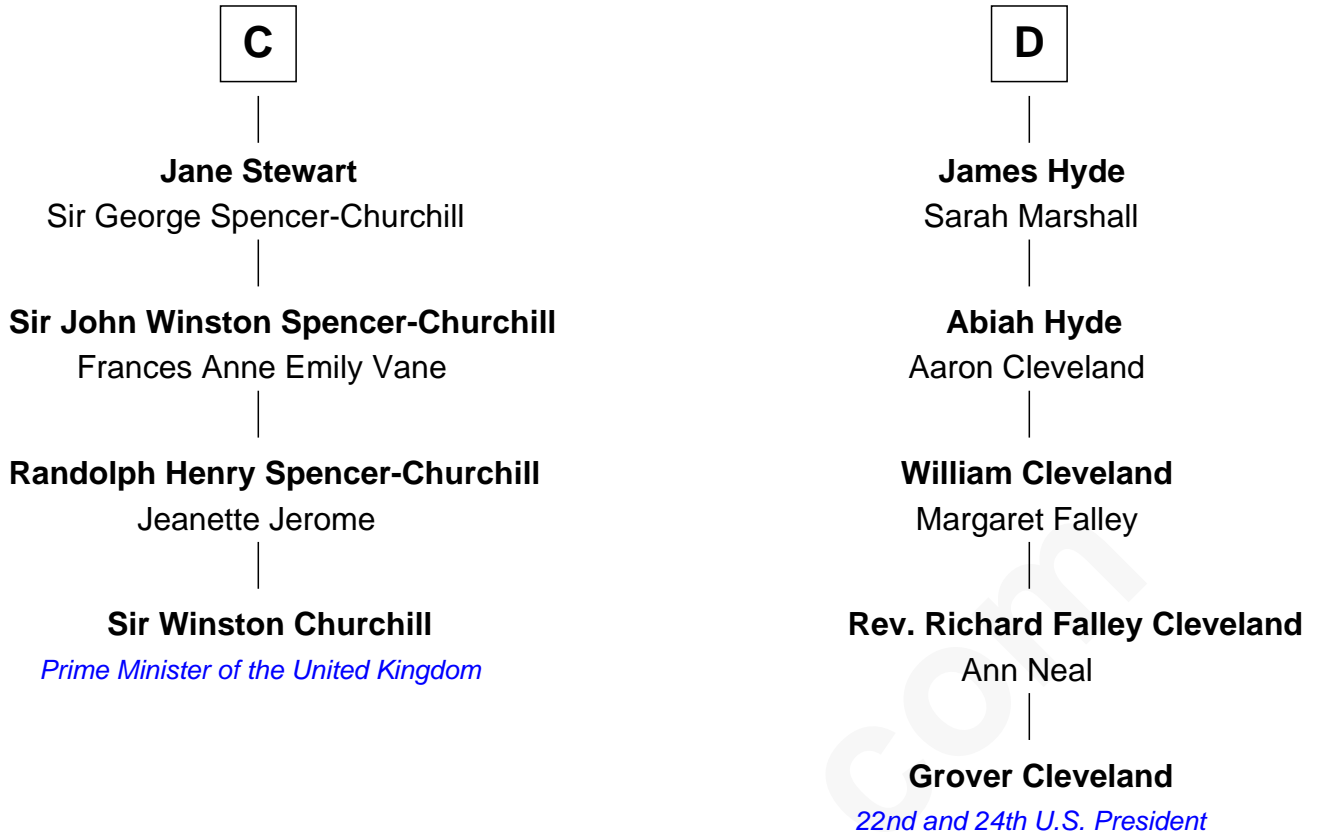 C
Jane Stewart
Sir George Spencer-Churchill
Sir John Winston Spencer-Churchill
Frances Anne Emily Vane
Randolph Henry Spencer-Churchill
Jeanette Jerome
Sir Winston Churchill
Prime Minister of the United Kingdom
D
James Hyde
Sarah Marshall
Abiah Hyde
Aaron Cleveland
William Cleveland
Margaret Falley
Rev. Richard Falley Cleveland
Ann Neal
Grover Cleveland
22nd and 24th U.S. President
com